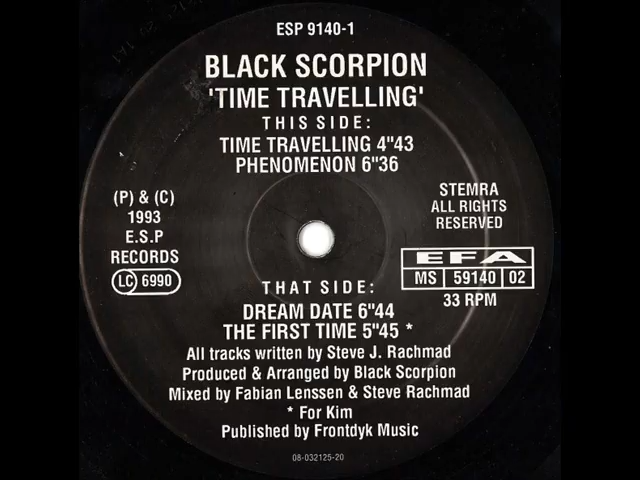 ESP 9140-1
BLACK SCORPION
'TIME TRAVELLING'
THIS SIDE:
TIME TRAVELLING 4"43
PHENOMENON 6"36
(P) & (C)
1993
E.S.P
RECORDS
LC 6990
STEMRA
ALL RIGHTS
RESERVED
EFA
MS 59140 02
33 RPM
THAT SIDE:
DREAM DATE 6"44
THE FIRST TIME 5"45 *
All tracks written by Steve J. Rachmad
Produced & Arranged by Black Scorpion
Mixed by Fabian Lenssen & Steve Rachmad
* For Kim
Published by Frontdyk Music
08-032125-20